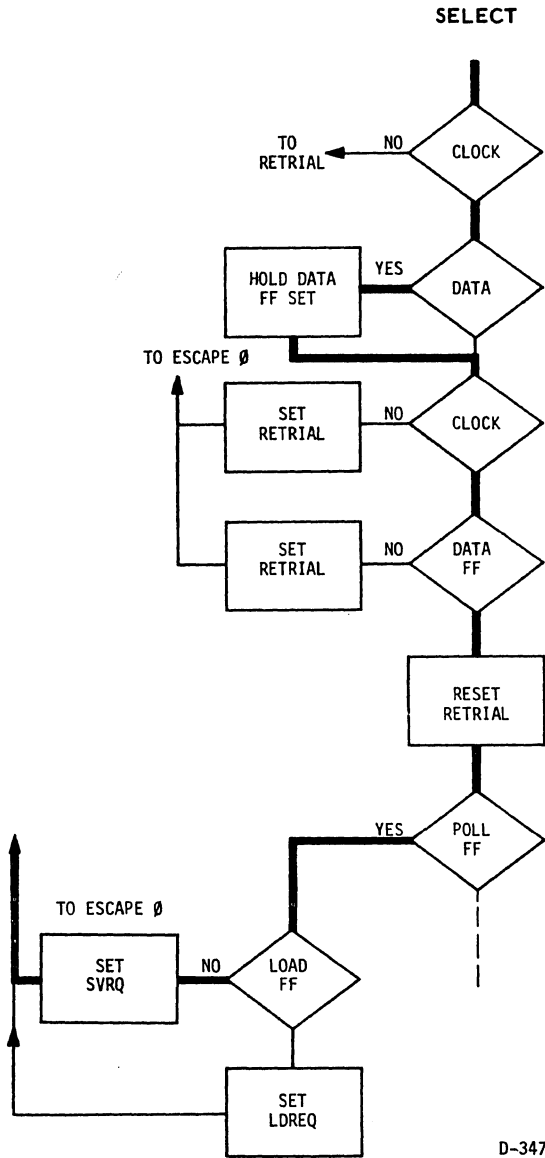 SELECT
CLOCK
NO
TO
RETRIAL
DATA
YES
HOLD DATA
FF SET
TO ESCAPE Ø
CLOCK
NO
SET
RETRIAL
DATA
FF
NO
SET
RETRIAL
RESET
RETRIAL
POLL
FF
YES
TO ESCAPE Ø
LOAD
FF
NO
SET
SVRQ
SET
LDREQ
D-347